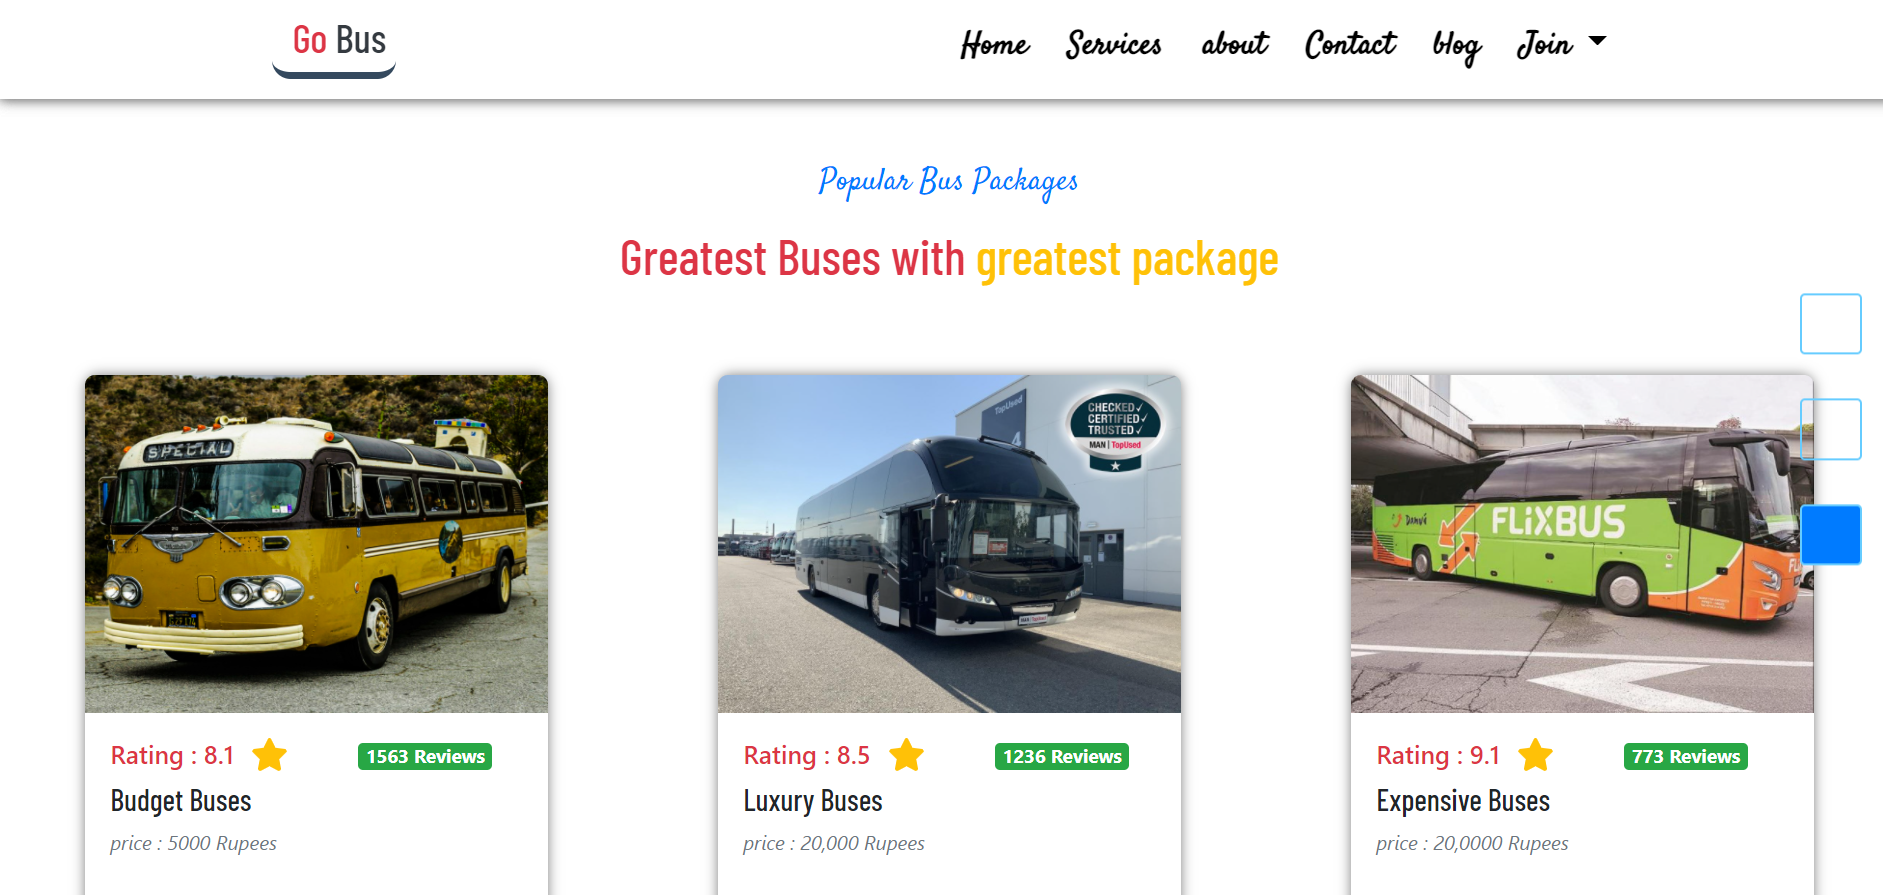 Go Bus
Home Services about Contact blog Join
Popular Bus Packages
Greatest Buses with greatest package
SPECIAL
TopUsed
4
CHECKED ✓
CERTIFIED ✓
TRUSTED ✓
MAN | TopUsed
FLiXBUS
Rating : 8.1
1563 Reviews
Budget Buses
price : 5000 Rupees
Rating : 8.5
1236 Reviews
Luxury Buses
price : 20,000 Rupees
Rating : 9.1
773 Reviews
Expensive Buses
price : 20,0000 Rupees